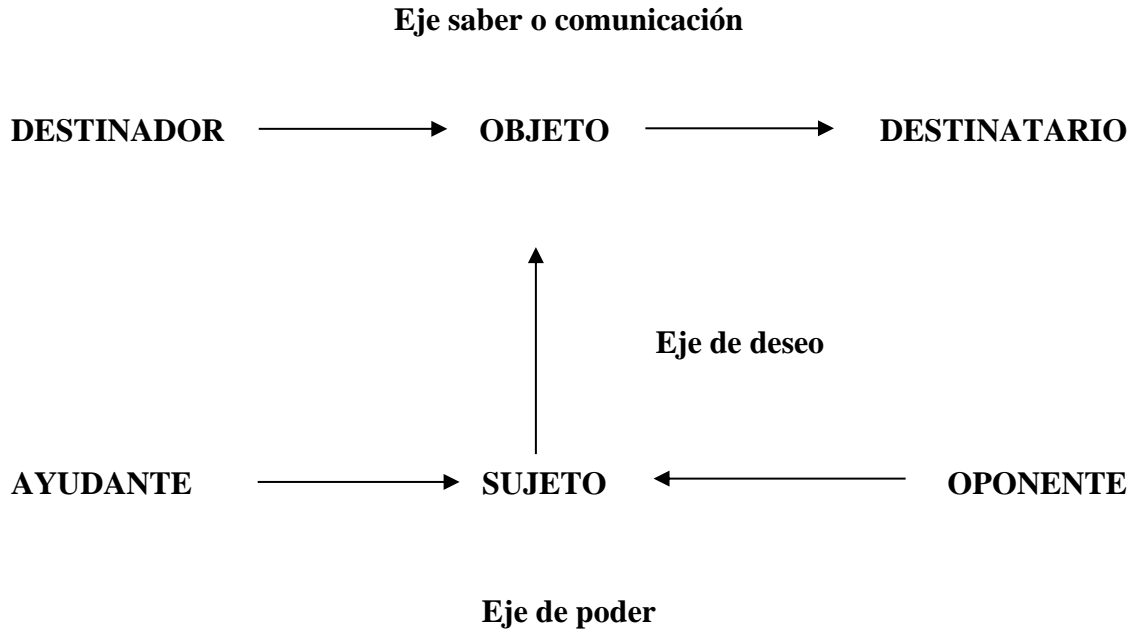 Eje saber o comunicación
DESTINADOR OBJETO DESTINATARIO
Eje de deseo
AYUDANTE SUJETO OPONENTE
Eje de poder